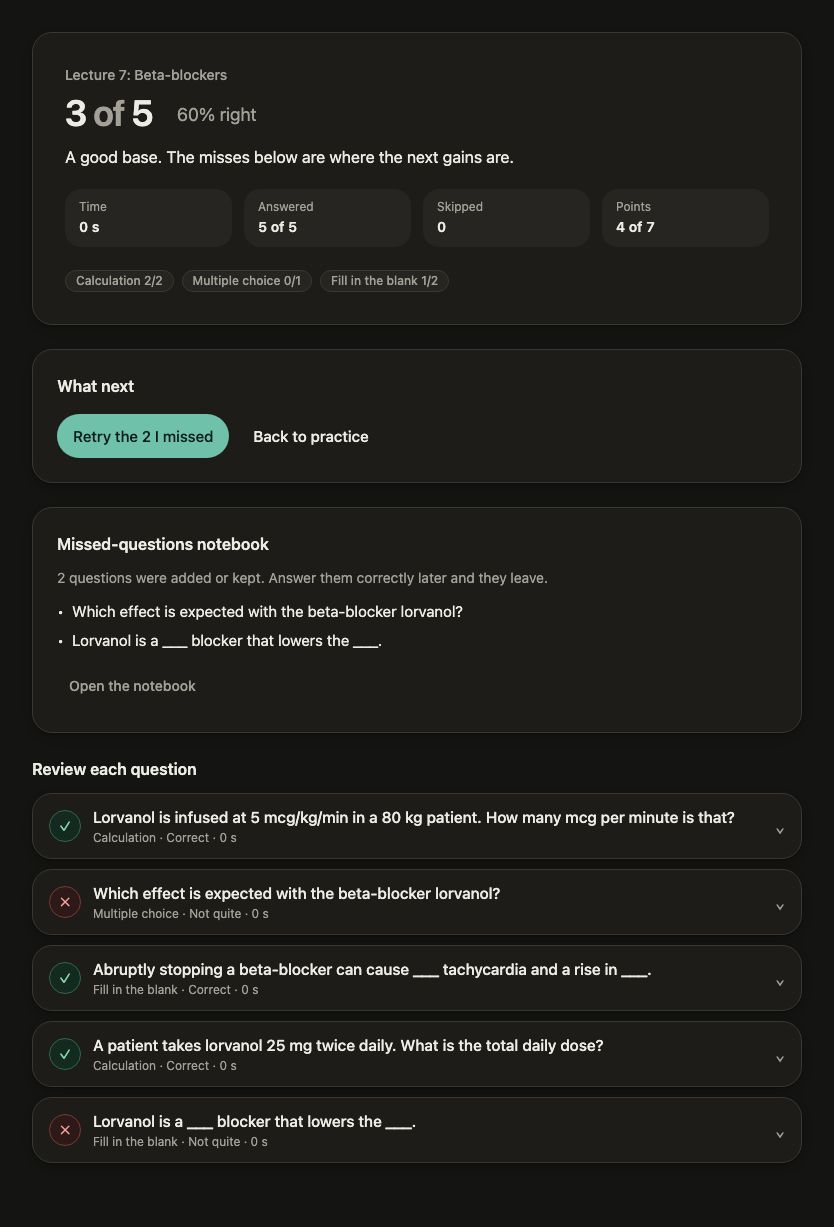 Lecture 7: Beta-blockers
3 of 5 60% right
A good base. The misses below are where the next gains are.
Time
0 s
Answered
5 of 5
Skipped
0
Points
4 of 7
Calculation 2/2
Multiple choice 0/1
Fill in the blank 1/2
What next
Retry the 2 I missed
Back to practice
Missed-questions notebook
2 questions were added or kept. Answer them correctly later and they leave.
• Which effect is expected with the beta-blocker lorvanol?
• Lorvanol is a ___ blocker that lowers the ___.
Open the notebook
Review each question
Lorvanol is infused at 5 mcg/kg/min in a 80 kg patient. How many mcg per minute is that?
Calculation · Correct · 0 s
Which effect is expected with the beta-blocker lorvanol?
Multiple choice · Not quite · 0 s
Abruptly stopping a beta-blocker can cause ___ tachycardia and a rise in ___.
Fill in the blank · Correct · 0 s
A patient takes lorvanol 25 mg twice daily. What is the total daily dose?
Calculation · Correct · 0 s
Lorvanol is a ___ blocker that lowers the ___.
Fill in the blank · Not quite · 0 s